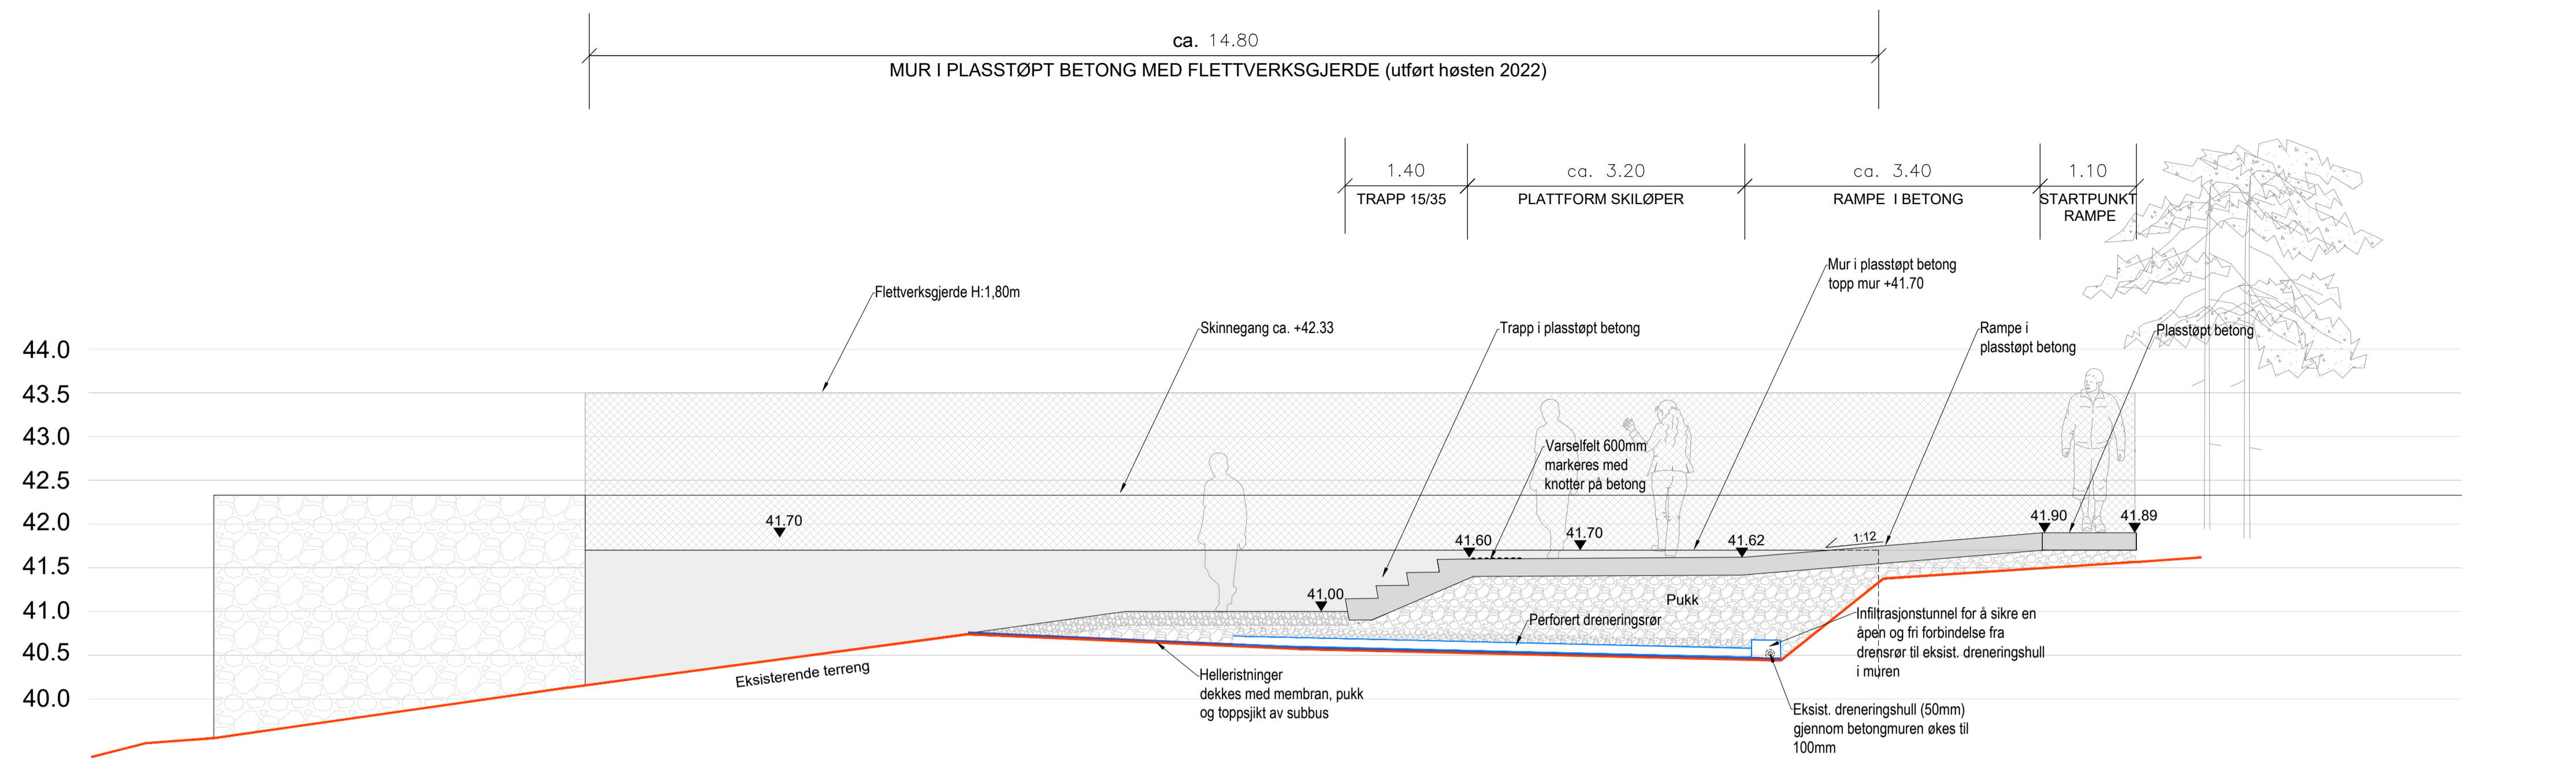 ca. 14.80
MUR I PLASSTØPT BETONG MED FLETTVERKSGJERDE (utført høsten 2022)
1.40
ca. 3.20
ca. 3.40
1.10
TRAPP 15/35
PLATTFORM SKILØPER
RAMPE I BETONG
STARTPUNKT
RAMPE
Mur i plasstøpt betong
topp mur +41.70
Flettverksgjerde H:1,80m
Skinnegang ca. +42.33
Trapp i plasstøpt betong
Rampe i
plasstøpt betong
Plasstøpt betong
44.0
43.5
43.0
42.5
42.0
41.5
41.0
40.5
40.0
Varselfelt 600mm
markeres med
knotter på betong
41.70
41.60
41.70
41.62
1:12
41.90
41.89
41,00
Pukk
Perforert dreneringsrør
Infiltrasjonstunnel for å sikre en
åpen og fri forbindelse fra
drensrør til eksist. dreneringshull
i muren
Eksisterende terreng
Helleristninger
dekkes med membran, pukk
og toppsjikt av subbus
Eksist. dreneringshull (50mm)
gjennom betongmuren økes til
100mm